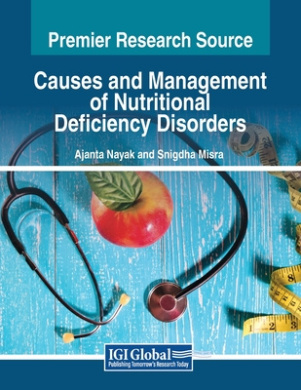 Premier Research Source
Causes and Management
of Nutritional
Deficiency Disorders
Ajanta Nayak and Snigdha Misra
IGI Global
Publishing Tomorrow's Research Today